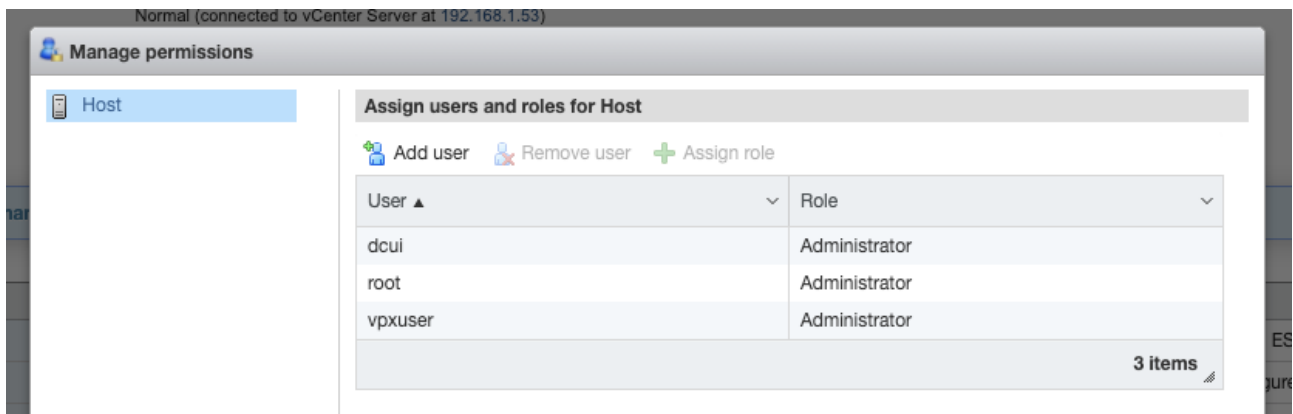 Normal (connected to vCenter Server at 192.168.1.53)
Manage permissions
Host
Assign users and roles for Host
Add user Remove user Assign role
User ▲ Role
dcui Administrator
root Administrator
vpxuser Administrator
3 items
ES